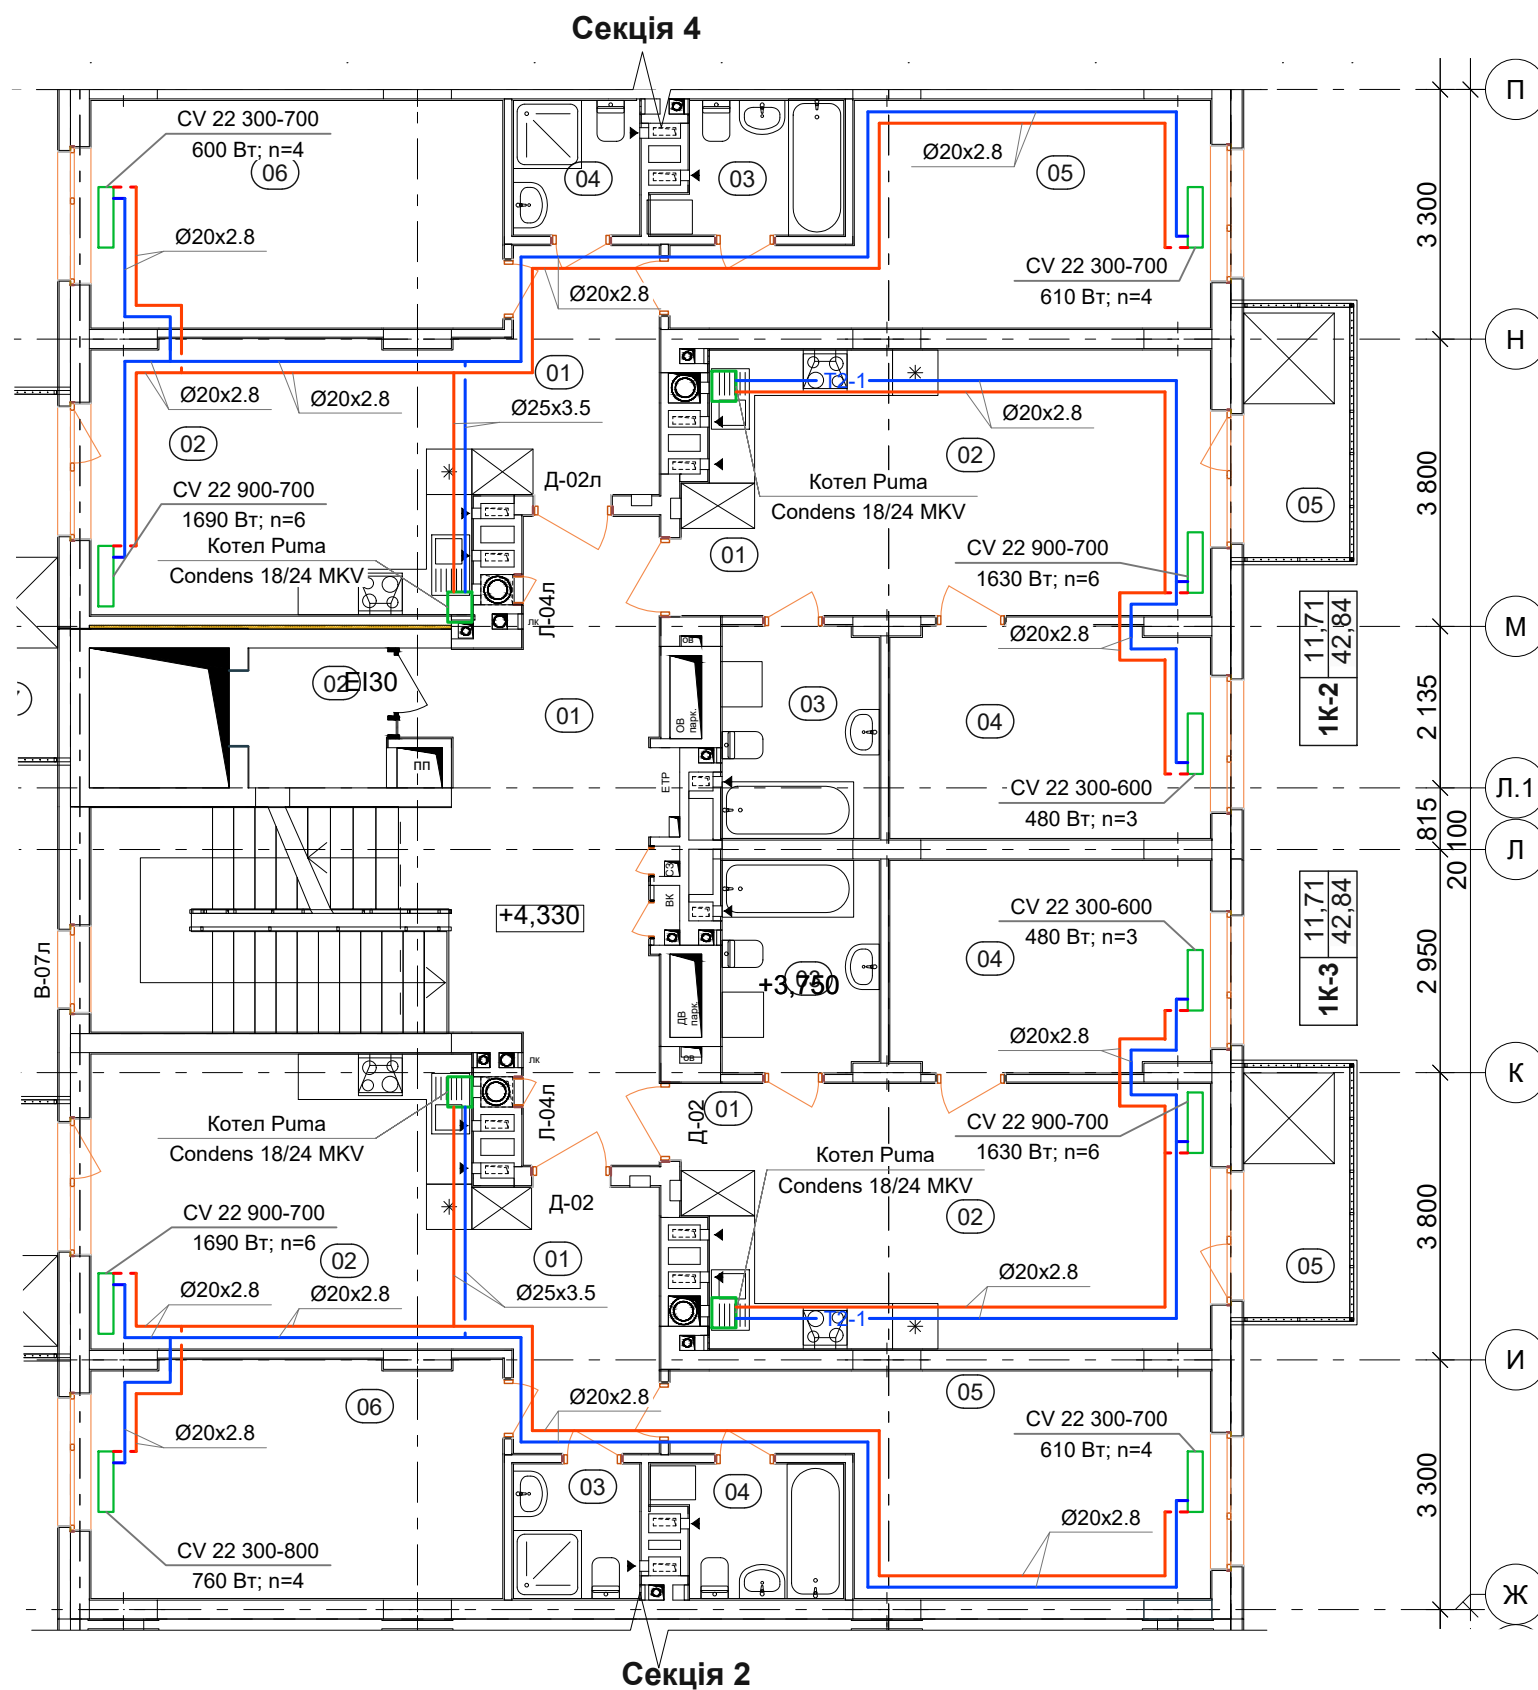 Секція 4
П
CV 22 300-700
600 Вт; n=4
06
04
03
Ø20x2.8
05
3 300
Ø20x2.8
CV 22 300-700
610 Вт; n=4
Ø20x2.8
Н
01
T2-1
Ø20x2.8
Ø20x2.8
Ø25x3.5
Ø20x2.8
02
02
Д-02л
Котел Puma
Condens 18/24 MKV
CV 22 900-700
1690 Вт; n=6
05
3 800
Котел Puma
Condens 18/24 MKV
01
CV 22 900-700
1630 Вт; n=6
Л-04л
лк
11,71
42,84
1К-2
М
ов
Ø20x2.8
02
EI30
ОВ
парк.
01
03
04
2 135
пп
ЕТР
CV 22 300-600
480 Вт; n=3
Л.1
815
20 100
Л
СЗ
ВК
+4,330
CV 22 300-600
480 Вт; n=3
04
11,71
42,84
1К-3
2 950
В-07л
03
+3,750
ДВ
парк.
ов
Ø20x2.8
лк
К
Л-04л
Д-02
01
Котел Puma
Condens 18/24 MKV
CV 22 900-700
1630 Вт; n=6
Котел Puma
Condens 18/24 MKV
Д-02
02
CV 22 900-700
1690 Вт; n=6
02
01
05
3 800
Ø20x2.8
Ø20x2.8
Ø20x2.8
Ø25x3.5
T2-1
И
06
Ø20x2.8
05
Ø20x2.8
CV 22 300-700
610 Вт; n=4
03
04
3 300
Ø20x2.8
CV 22 300-800
760 Вт; n=4
Ж
Секція 2